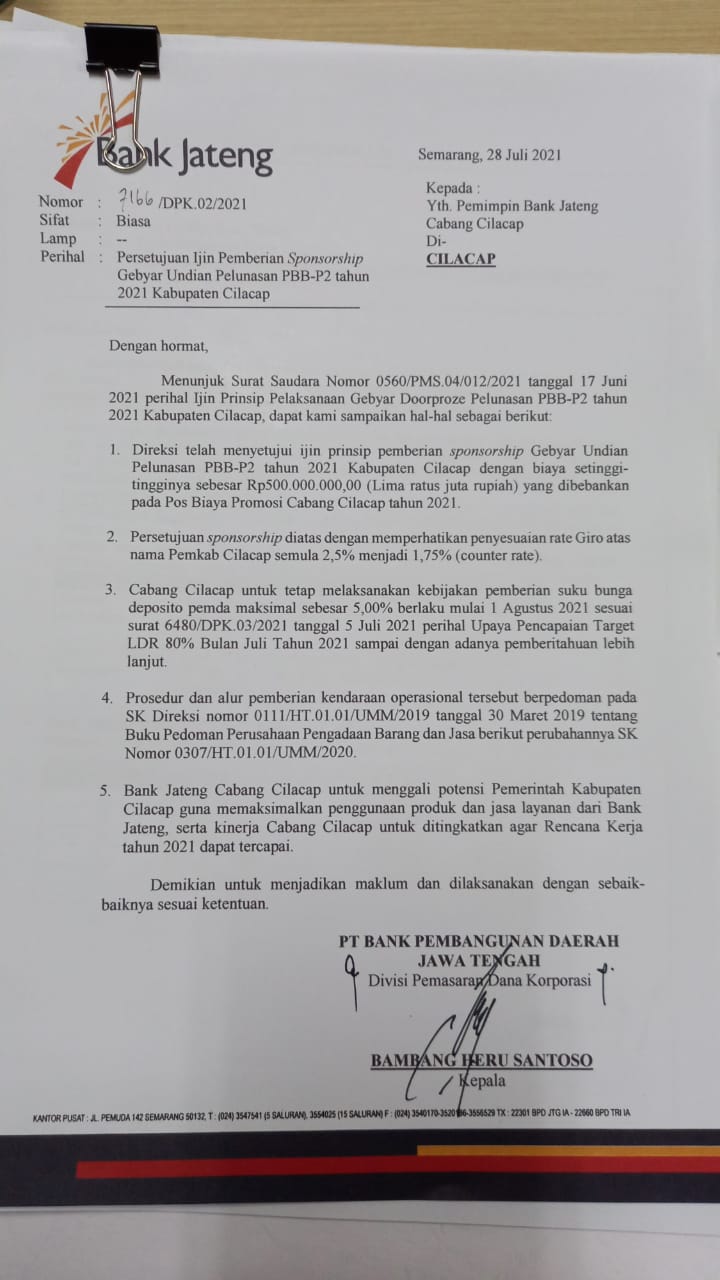 Bank Jateng
Semarang, 28 Juli 2021
Nomor : 7166 /DPK.02/2021
Sifat : Biasa
Lamp : --
Perihal : Persetujuan Ijin Pemberian Sponsorship
Gebyar Undian Pelunasan PBB-P2 tahun
2021 Kabupaten Cilacap
Kepada :
Yth. Pemimpin Bank Jateng
Cabang Cilacap
Di-
CILACAP
Dengan hormat,
Menunjuk Surat Saudara Nomor 0560/PMS.04/012/2021 tanggal 17 Juni
2021 perihal Ijin Prinsip Pelaksanaan Gebyar Doorproze Pelunasan PBB-P2 tahun
2021 Kabupaten Cilacap, dapat kami sampaikan hal-hal sebagai berikut:
1. Direksi telah menyetujui ijin prinsip pemberian sponsorship Gebyar Undian
Pelunasan PBB-P2 tahun 2021 Kabupaten Cilacap dengan biaya setinggi-
tingginya sebesar Rp500.000.000,00 (Lima ratus juta rupiah) yang dibebankan
pada Pos Biaya Promosi Cabang Cilacap tahun 2021.
2. Persetujuan sponsorship diatas dengan memperhatikan penyesuaian rate Giro atas
nama Pemkab Cilacap semula 2,5% menjadi 1,75% (counter rate).
3. Cabang Cilacap untuk tetap melaksanakan kebijakan pemberian suku bunga
deposito pemda maksimal sebesar 5,00% berlaku mulai 1 Agustus 2021 sesuai
surat 6480/DPK.03/2021 tanggal 5 Juli 2021 perihal Upaya Pencapaian Target
LDR 80% Bulan Juli Tahun 2021 sampai dengan adanya pemberitahuan lebih
lanjut.
4. Prosedur dan alur pemberian kendaraan operasional tersebut berpedoman pada
SK Direksi nomor 0111/HT.01.01/UMM/2019 tanggal 30 Maret 2019 tentang
Buku Pedoman Perusahaan Pengadaan Barang dan Jasa berikut perubahannya SK
Nomor 0307/HT.01.01/UMM/2020.
5. Bank Jateng Cabang Cilacap untuk menggali potensi Pemerintah Kabupaten
Cilacap guna memaksimalkan penggunaan produk dan jasa layanan dari Bank
Jateng, serta kinerja Cabang Cilacap untuk ditingkatkan agar Rencana Kerja
tahun 2021 dapat tercapai.
Demikian untuk menjadikan maklum dan dilaksanakan dengan sebaik-
baiknya sesuai ketentuan.
PT BANK PEMBANGUNAN DAERAH
JAWA TENGAH
Divisi Pemasaran Dana Korporasi
BAMBANG HERU SANTOSO
Kepala
KANTOR PUSAT : JL. PEMUDA 142 SEMARANG 50132, T : (024) 3547541 (5 SALURAN), 3554025 (15 SALURAN) F : (024) 3540170-3520186-3556529 TX : 22301 BPD JTG IA - 22660 BPD TRI IA